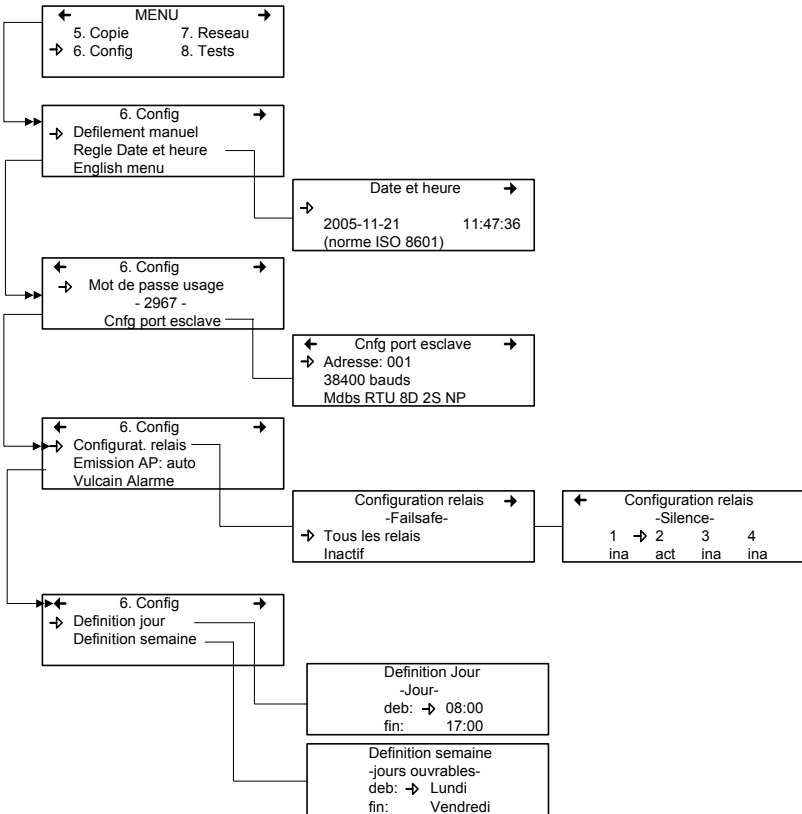 MENU
5. Copie 7. Reseau
6. Config 8. Tests
6. Config
Defilement manuel
Regle Date et heure
English menu
Date et heure
2005-11-21 11:47:36
(norme ISO 8601)
6. Config
Mot de passe usage
- 2967 -
Cnfg port esclave
Cnfg port esclave
Adresse: 001
38400 bauds
Mdbs RTU 8D 2S NP
6. Config
Configurat. relais
Emission AP: auto
Vulcain Alarme
Configuration relais
-Failsafe-
Tous les relais
Inactif
Configuration relais
-Silence-
1 2 3 4
ina act ina ina
6. Config
Definition jour
Definition semaine
Definition Jour
-Jour-
deb: 08:00
fin: 17:00
Definition semaine
-jours ouvrables-
deb: Lundi
fin: Vendredi